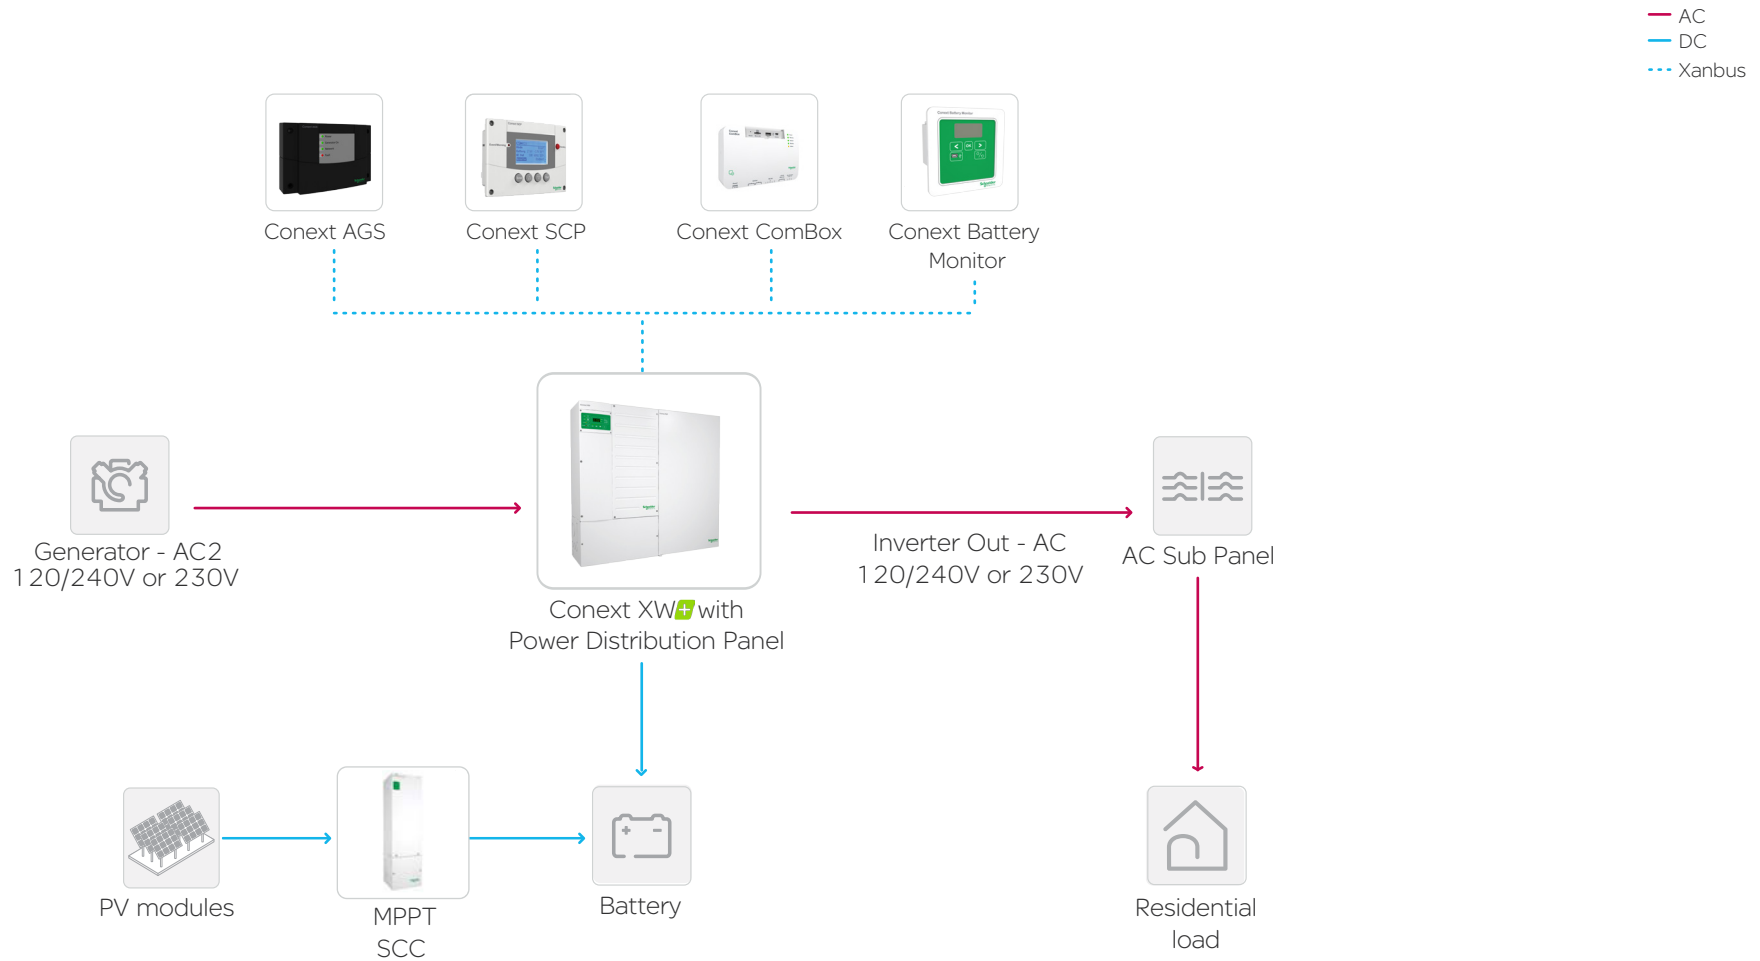 AC
DC
Xanbus
Conext AGS
Conext SCP
Conext ComBox
Conext Battery
Monitor
Generator - AC2
120/240V or 230V
Inverter Out - AC
120/240V or 230V
AC Sub Panel
Conext XW+ with
Power Distribution Panel
PV modules
MPPT
SCC
Battery
Residential
load